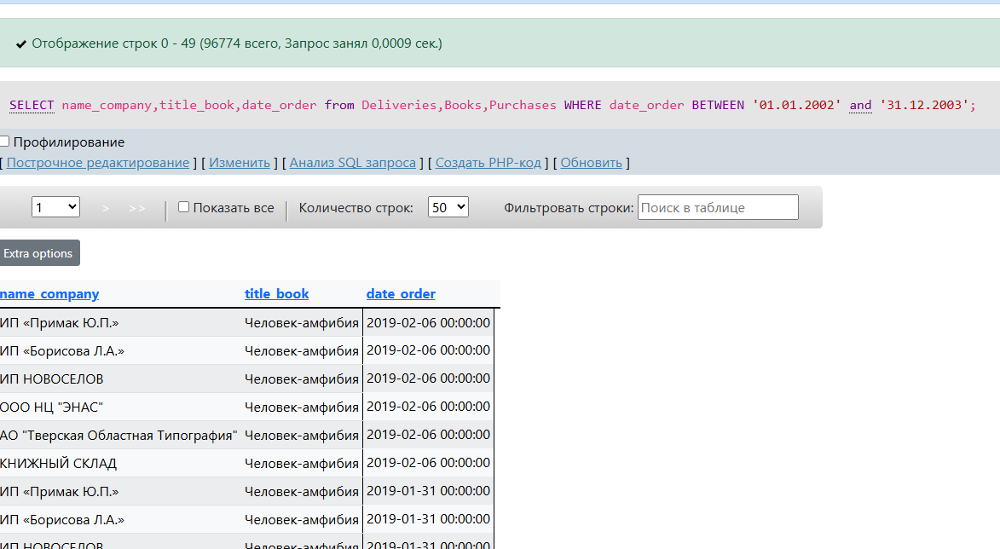 Отображение строк 0 - 49 (96774 всего, Запрос занял 0,0009 сек.)
SELECT name_company,title_book,date_order from Deliveries,Books,Purchases WHERE date_order BETWEEN '01.01.2002' and '31.12.2003';
Профилирование
[ Построчное редактирование ] [ Изменить ] [ Анализ SQL запроса ] [ Создать PHP-код ] [ Обновить ]
1 > >> Показать все Количество строк: 50 Фильтровать строки: Поиск в таблице
Extra options
name_company title_book date_order
ИП «Примак Ю.П.» Человек-амфибия 2019-02-06 00:00:00
ИП «Борисова Л.А.» Человек-амфибия 2019-02-06 00:00:00
ИП НОВОСЕЛОВ Человек-амфибия 2019-02-06 00:00:00
ООО НЦ "ЭНАС" Человек-амфибия 2019-02-06 00:00:00
АО "Тверская Областная Типография" Человек-амфибия 2019-02-06 00:00:00
КНИЖНЫЙ СКЛАД Человек-амфибия 2019-02-06 00:00:00
ИП «Примак Ю.П.» Человек-амфибия 2019-01-31 00:00:00
ИП «Борисова Л.А.» Человек-амфибия 2019-01-31 00:00:00
ИП НОВОСЕЛОВ Человек-амфибия 2019-01-31 00:00:00